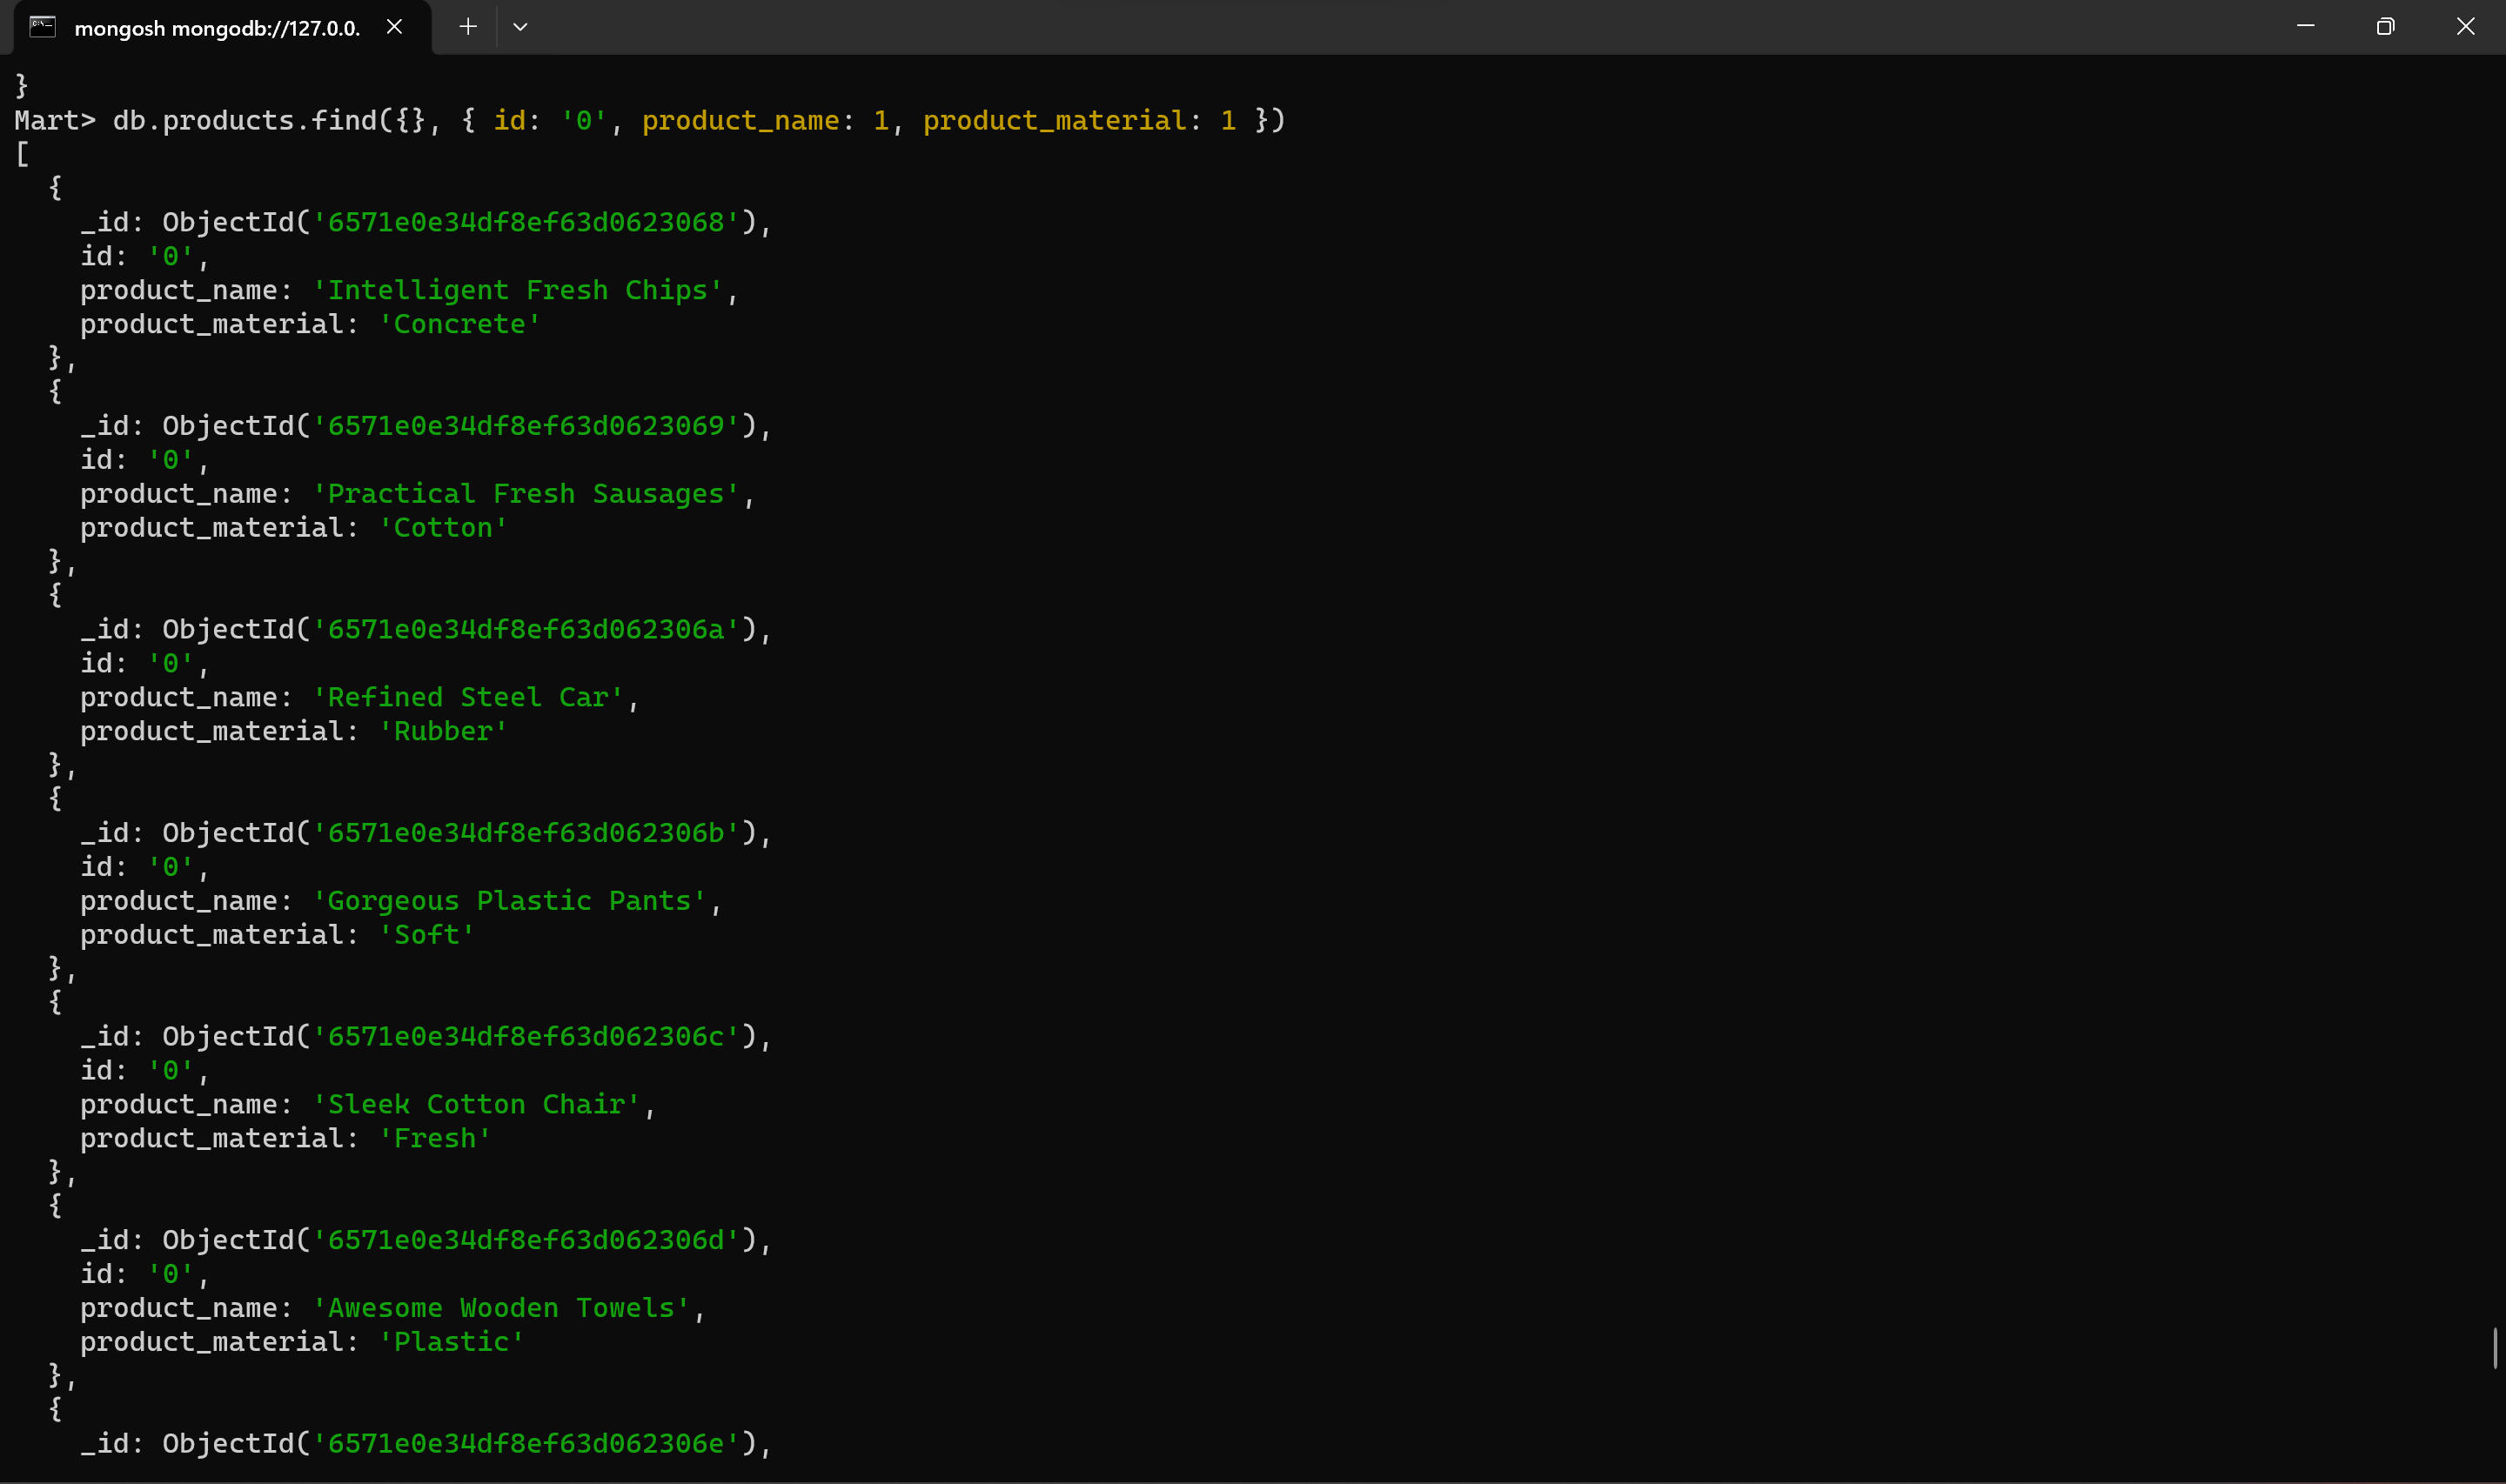 mongosh mongodb://127.0.0.
}
Mart> db.products.find({}, { id: '0', product_name: 1, product_material: 1 })
[
  {
    _id: ObjectId('6571e0e34df8ef63d0623068'),
    id: '0',
    product_name: 'Intelligent Fresh Chips',
    product_material: 'Concrete'
  },
  {
    _id: ObjectId('6571e0e34df8ef63d0623069'),
    id: '0',
    product_name: 'Practical Fresh Sausages',
    product_material: 'Cotton'
  },
  {
    _id: ObjectId('6571e0e34df8ef63d062306a'),
    id: '0',
    product_name: 'Refined Steel Car',
    product_material: 'Rubber'
  },
  {
    _id: ObjectId('6571e0e34df8ef63d062306b'),
    id: '0',
    product_name: 'Gorgeous Plastic Pants',
    product_material: 'Soft'
  },
  {
    _id: ObjectId('6571e0e34df8ef63d062306c'),
    id: '0',
    product_name: 'Sleek Cotton Chair',
    product_material: 'Fresh'
  },
  {
    _id: ObjectId('6571e0e34df8ef63d062306d'),
    id: '0',
    product_name: 'Awesome Wooden Towels',
    product_material: 'Plastic'
  },
  {
    _id: ObjectId('6571e0e34df8ef63d062306e'),